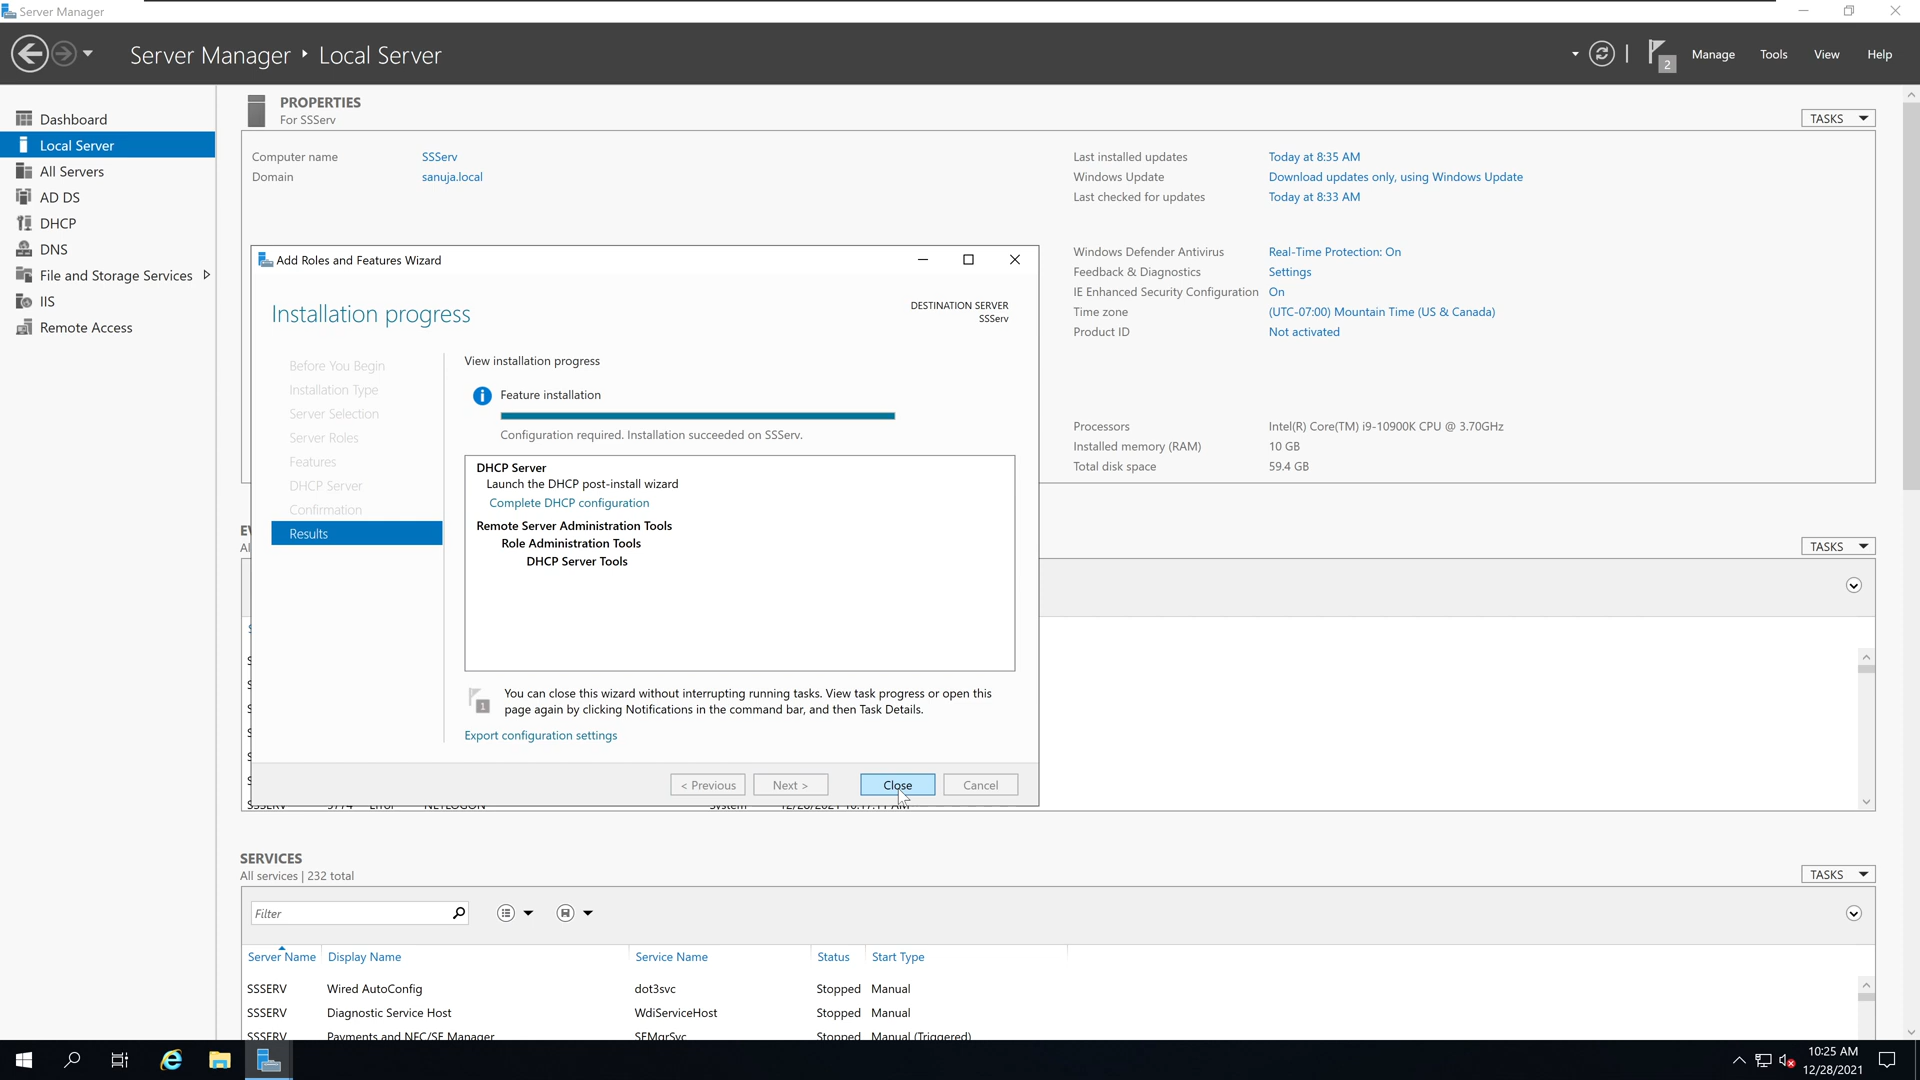 Server Manager
Server Manager ‣ Local Server
2
Manage
Tools
View
Help
Dashboard
Local Server
All Servers
AD DS
DHCP
DNS
File and Storage Services
IIS
Remote Access
PROPERTIES
For SSServ
TASKS
Computer name
SSServ
Domain
sanuja.local
Last installed updates
Today at 8:35 AM
Windows Update
Download updates only, using Windows Update
Last checked for updates
Today at 8:33 AM
Windows Defender Antivirus
Real-Time Protection: On
Feedback & Diagnostics
Settings
IE Enhanced Security Configuration
On
Time zone
(UTC-07:00) Mountain Time (US & Canada)
Product ID
Not activated
Processors
Intel(R) Core(TM) i9-10900K CPU @ 3.70GHz
Installed memory (RAM)
10 GB
Total disk space
59.4 GB
Add Roles and Features Wizard
Installation progress
DESTINATION SERVER
SSServ
Before You Begin
Installation Type
Server Selection
Server Roles
Features
DHCP Server
Confirmation
Results
View installation progress
Feature installation
Configuration required. Installation succeeded on SSServ.
DHCP Server
Launch the DHCP post-install wizard
Complete DHCP configuration
Remote Server Administration Tools
Role Administration Tools
DHCP Server Tools
1
You can close this wizard without interrupting running tasks. View task progress or open this
page again by clicking Notifications in the command bar, and then Task Details.
Export configuration settings
< Previous
Next >
Close
Cancel
TASKS
SERVICES
All services | 232 total
TASKS
Filter
Server Name
Display Name
Service Name
Status
Start Type
SSSERV
Wired AutoConfig
dot3svc
Stopped
Manual
SSSERV
Diagnostic Service Host
WdiServiceHost
Stopped
Manual
SSSERV
Payments and NFC/SE Manager
SEMgrSvc
Stopped
Manual (Triggered)
10:25 AM
12/28/2021